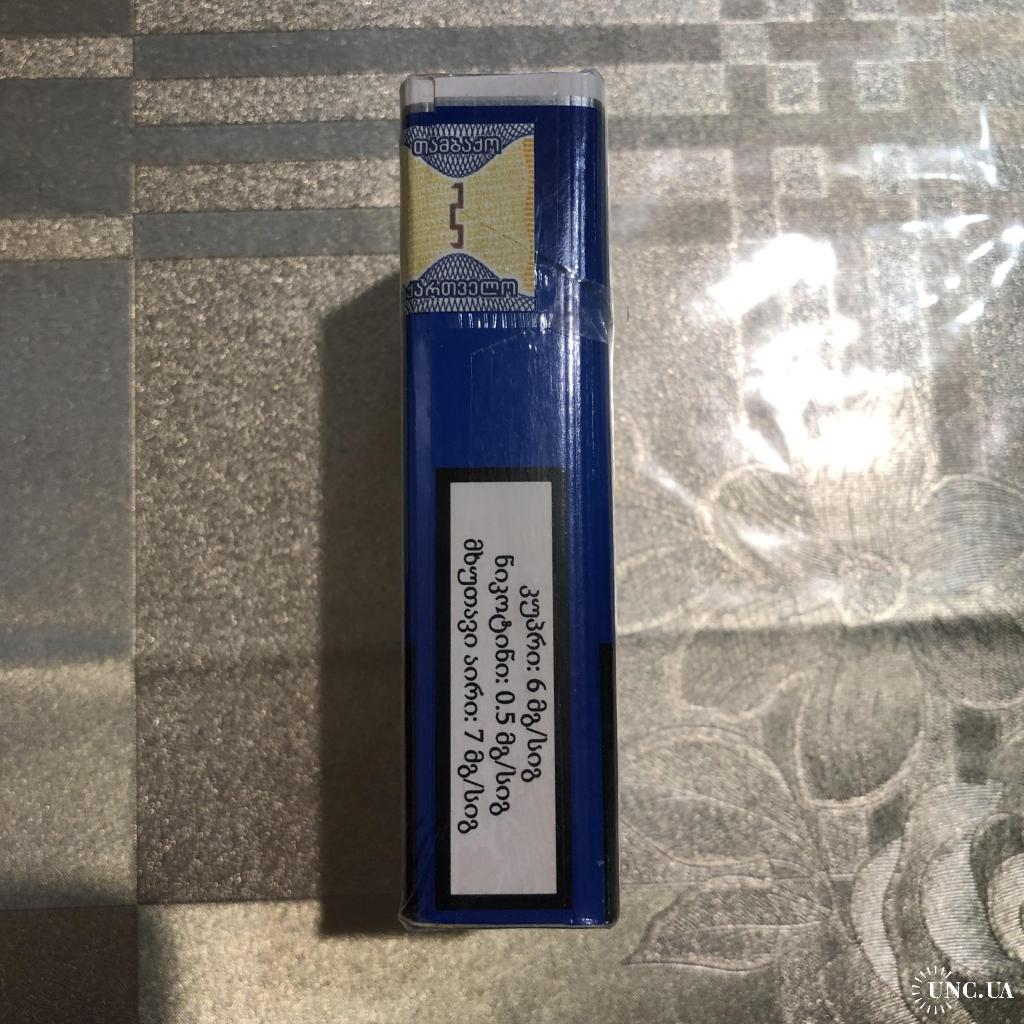 თამბაქო
საქართველო
კუპრი: 6 მგ/სიგ
ნიკოტინი: 0.5 მგ/სიგ
მხუთავი აირი: 7 მგ/სიგ
UNC.UA